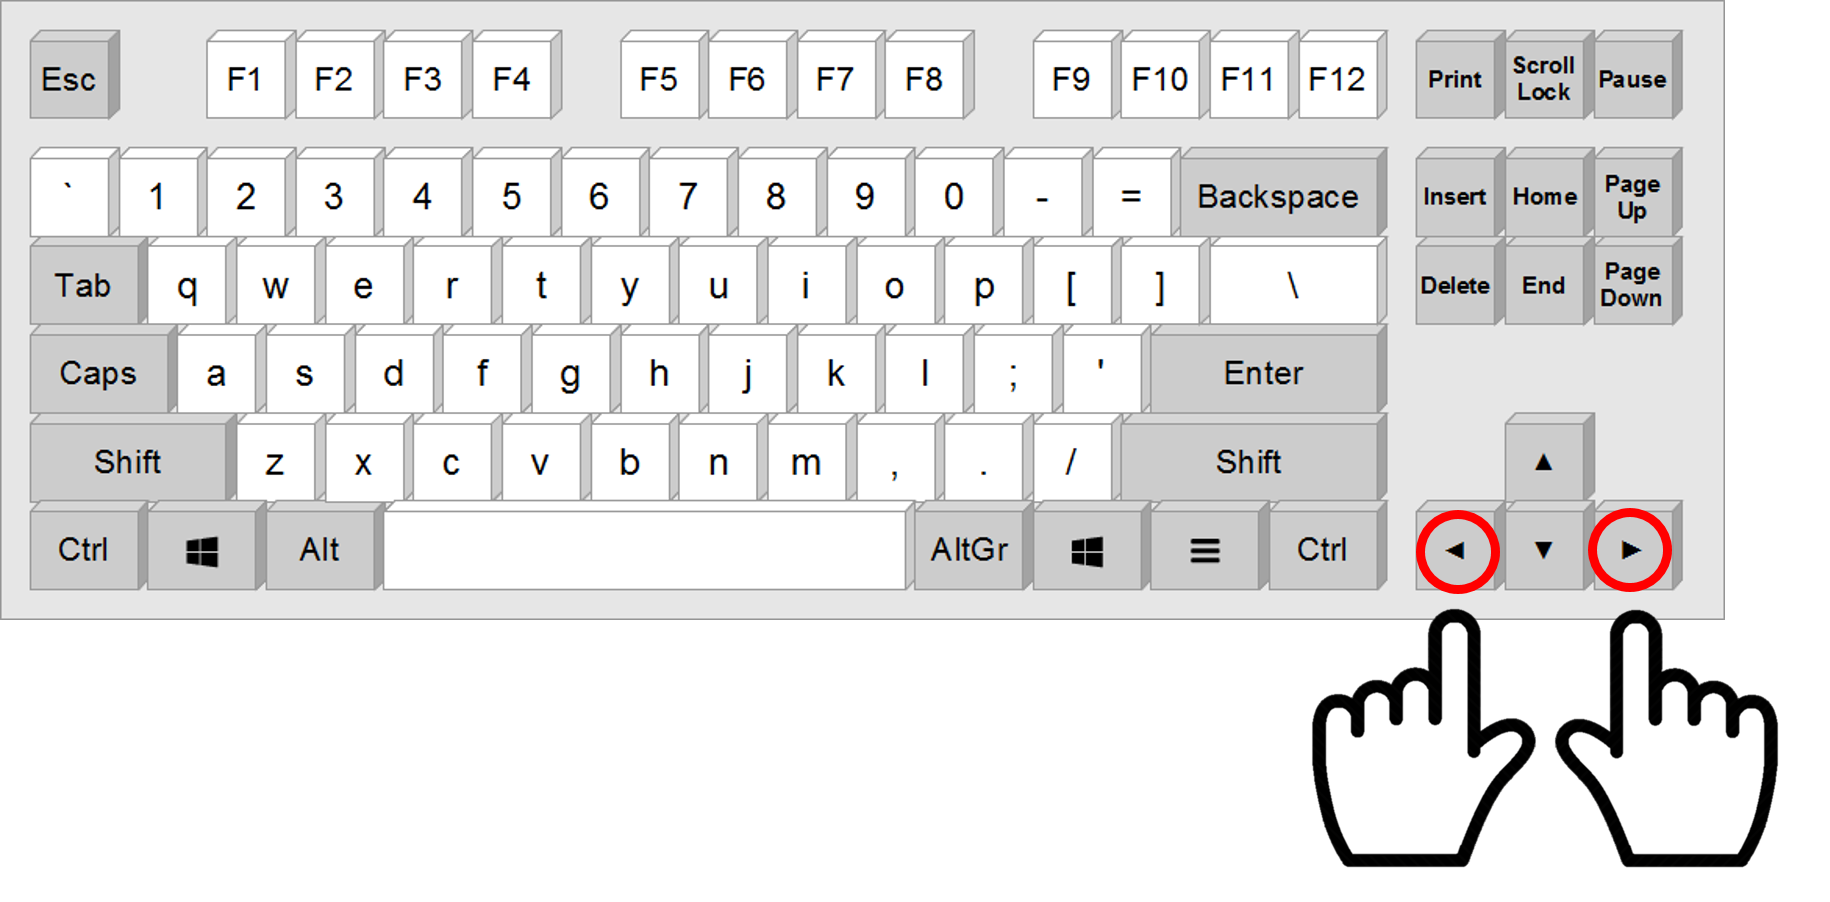 Esc F1 F2 F3 F4 F5 F6 F7 F8 F9 F10 F11 F12 Print Scroll Lock Pause
` 1 2 3 4 5 6 7 8 9 0 - = Backspace Insert Home Page Up
Tab q w e r t y u i o p [ ] \ Delete End Page Down
Caps a s d f g h j k l ; ' Enter
Shift z x c v b n m , . / Shift ▲
Ctrl Alt AltGr ☰ Ctrl ◄ ▼ ►